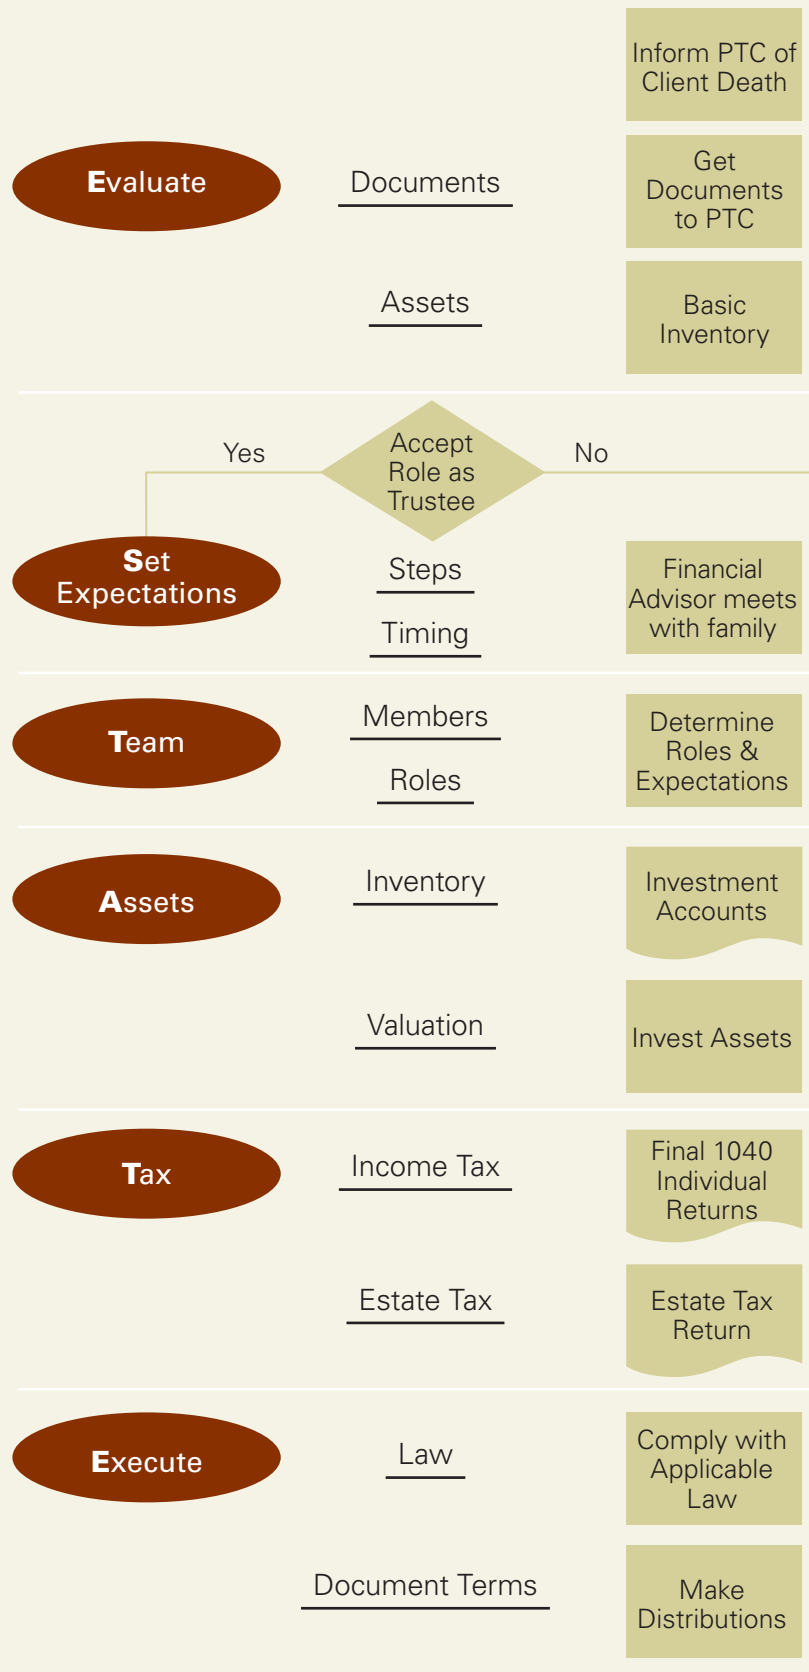 Inform PTC of
Client Death
Evaluate
Documents
Get
Documents
to PTC
Assets
Basic
Inventory
Yes
Accept
Role as
Trustee
No
Set
Expectations
Steps
Timing
Financial
Advisor meets
with family
Team
Members
Roles
Determine
Roles &
Expectations
Assets
Inventory
Investment
Accounts
Valuation
Invest Assets
Tax
Income Tax
Final 1040
Individual
Returns
Estate Tax
Estate Tax
Return
Execute
Law
Comply with
Applicable
Law
Document Terms
Make
Distributions